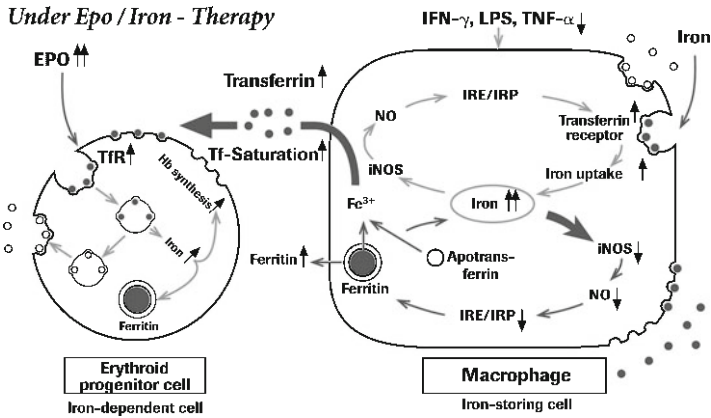 Under Epo / Iron - Therapy
IFN-γ, LPS, TNF-α
Iron
EPO
Transferrin
IRE/IRP
NO
Transferrin
receptor
TfR
Hb synthesis
Tf-Saturation
iNOS
Iron uptake
Fe3+
Iron
iNOS
Iron
Ferritin
Apotrans-
ferrin
Ferritin
NO
Ferritin
IRE/IRP
Erythroid
progenitor cell
Macrophage
Iron-dependent cell
Iron-storing cell